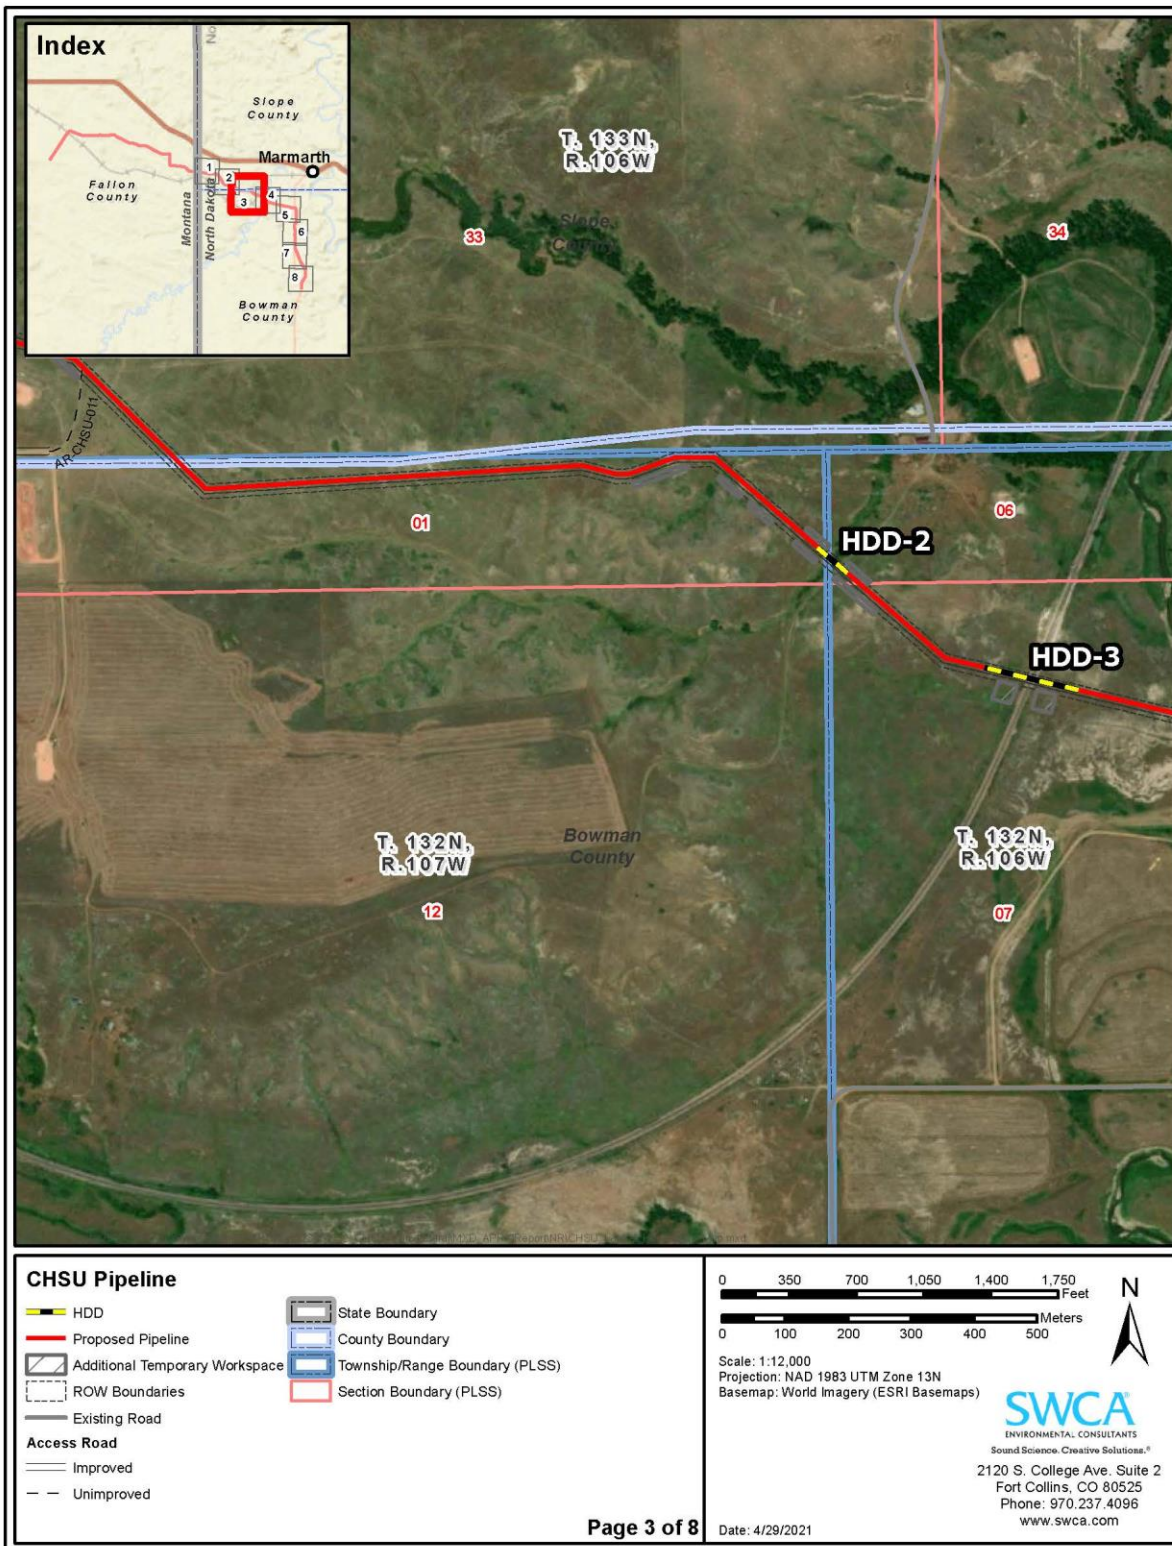 Index
No
Slope
County
Marmarth
Fallon
County
Montana
North Dakota
1
2
3
4
5
6
7
8
Bowman
County
T. 133N,
R.106W
Slope
County
33
34
AR-CHSU-011
01
06
HDD-2
HDD-3
T. 132N,
R.107W
Bowman
County
T. 132N,
R.106W
12
07
CHSU Pipeline
HDD
Proposed Pipeline
Additional Temporary Workspace
ROW Boundaries
Existing Road
Access Road
Improved
Unimproved
State Boundary
County Boundary
Township/Range Boundary (PLSS)
Section Boundary (PLSS)
Page 3 of 8
0 350 700 1,050 1,400 1,750
Feet
Meters
0 100 200 300 400 500
N
Scale: 1:12,000
Projection: NAD 1983 UTM Zone 13N
Basemap: World Imagery (ESRI Basemaps)
SWCA®
ENVIRONMENTAL CONSULTANTS
Sound Science. Creative Solutions.®
2120 S. College Ave. Suite 2
Fort Collins, CO 80525
Phone: 970.237.4096
www.swca.com
Date: 4/29/2021